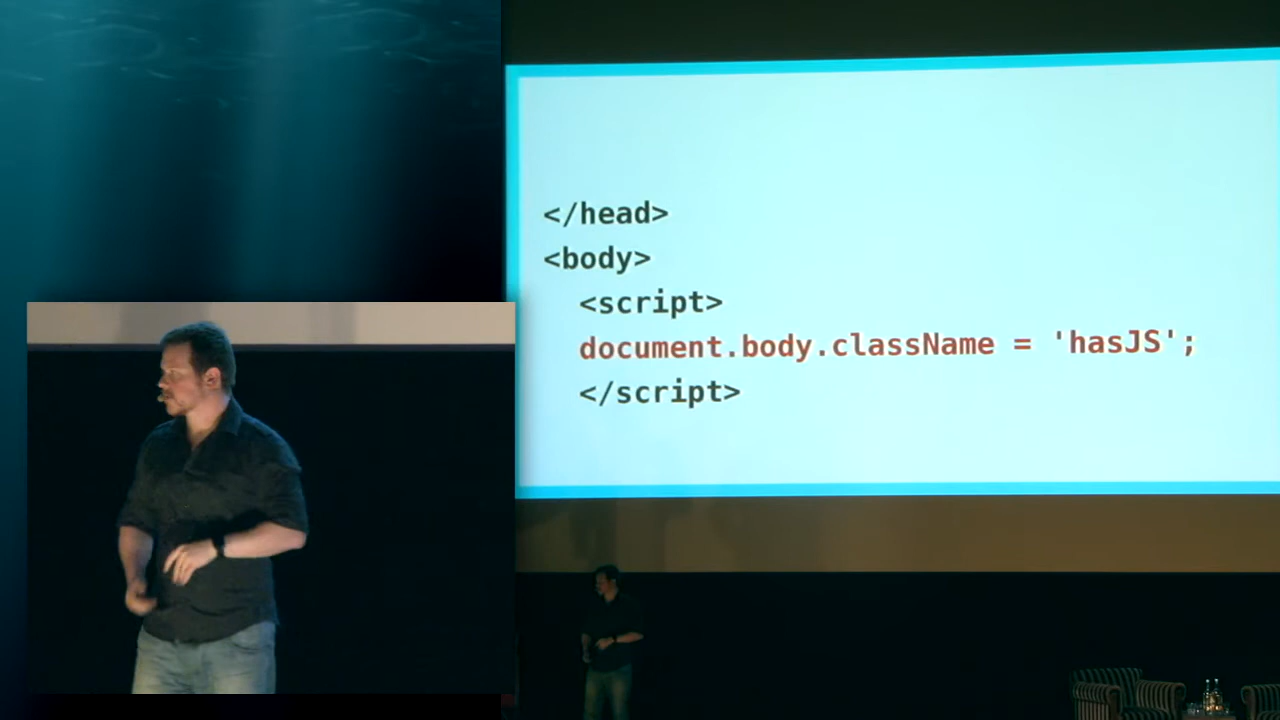 </head>
<body>
<script>
document.body.className = 'hasJS';
</script>